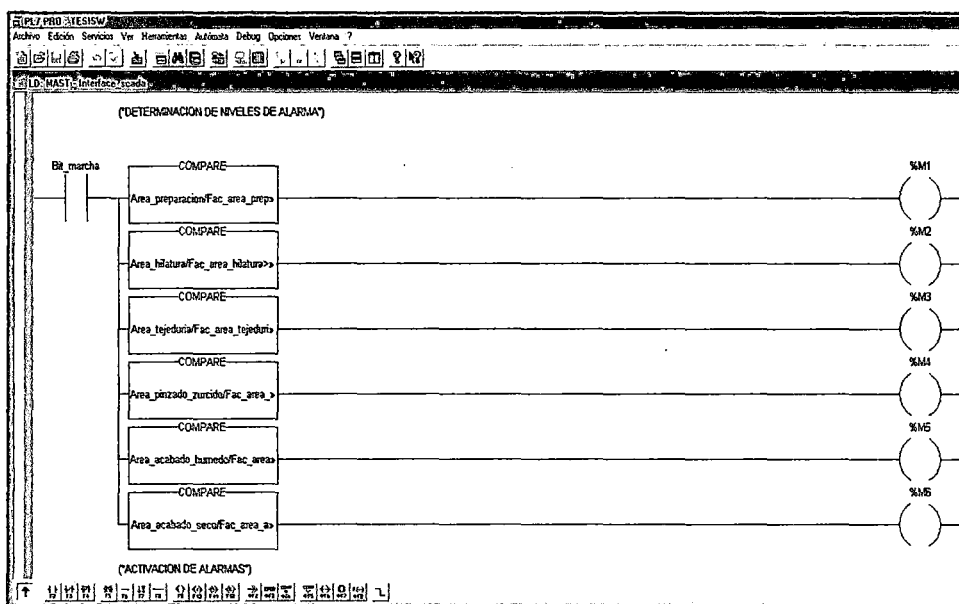 PL7 PRO : TESISW
Archivo Edición Servicios Ver Herramientas Autómata Debug Opciones Ventana ?
LD: MAST - Interface_scada
(*DETERMINACION DE NIVELES DE ALARMA*)
Bit_marcha
COMPARE
%M1
Area_preparacion/Fac_area_prep»
COMPARE
%M2
Area_hilatura/Fac_area_hilatura>»
COMPARE
%M3
Area_tejeduria/Fac_area_tejeduri»
COMPARE
%M4
Area_pinzado_zurcido/Fac_area_»
COMPARE
%M5
Area_acabado_humedo/Fac_area»
COMPARE
%M6
Area_acabado_seco/Fac_area_a»
(*ACTIVACION DE ALARMAS*)